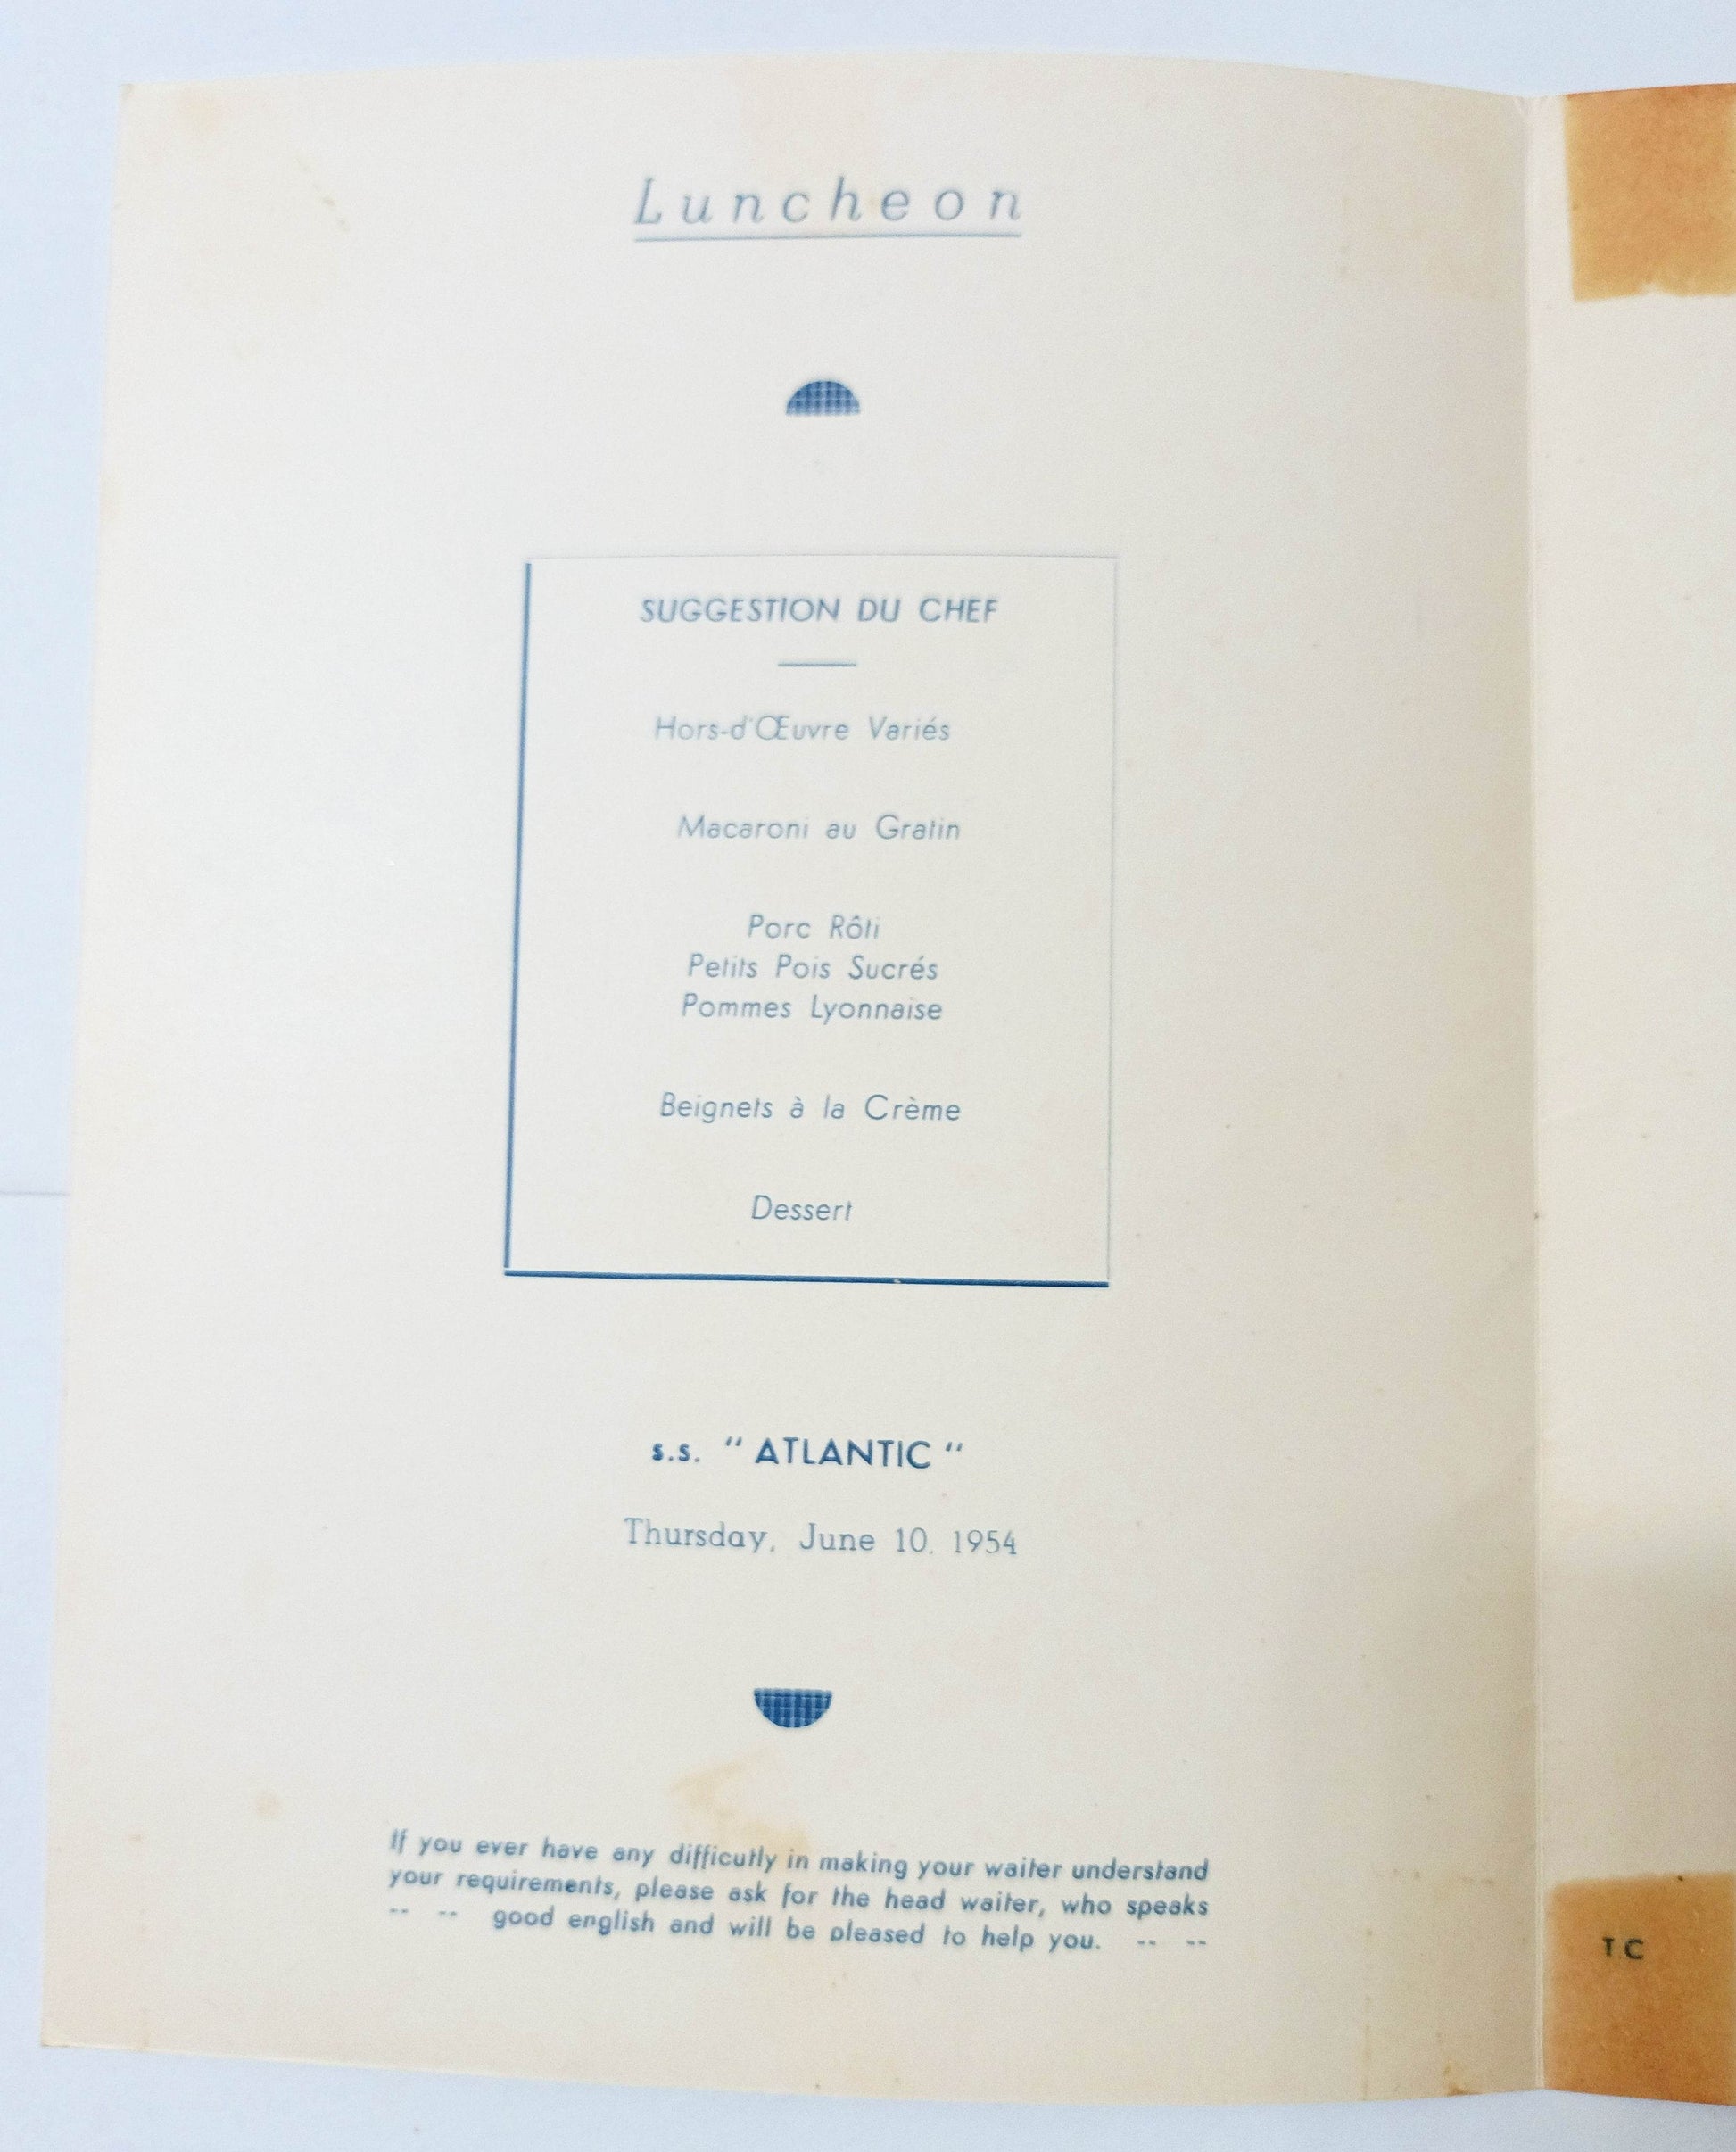 Luncheon
SUGGESTION DU CHEF
Hors-d'Œuvre Variés
Macaroni au Gratin
Porc Rôti
Petits Pois Sucrés
Pommes Lyonnaise
Beignets à la Crème
Dessert
s.s. "ATLANTIC"
Thursday, June 10. 1954
If you ever have any difficutly in making your waiter understand
your requirements, please ask for the head waiter, who speaks
-- -- good english and will be pleased to help you. -- --
T C